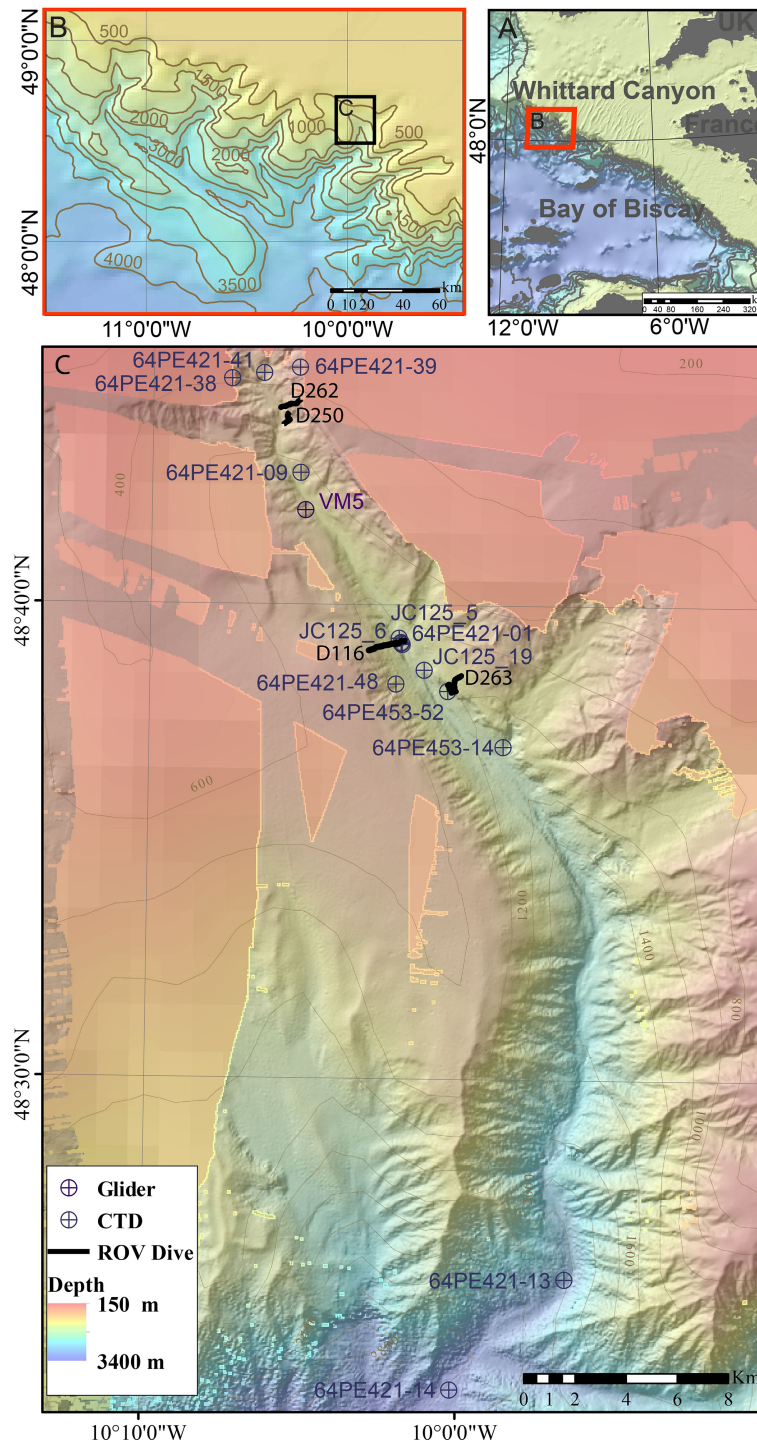 B
500
1500
2000
3000
2000
1000
C
500
1500
4000
3500
km
0 10 20 40 60
49°0'0"N
48°0'0"N
11°0'0"W
10°0'0"W
A
UK
Whittard Canyon
B
France
Bay of Biscay
0 40 80 160 240 320
48°0'N
12°0'0"W
6°0'0"W
C
64PE421-41
64PE421-38
64PE421-39
200
D262
D250
400
64PE421-09
VM5
48°40'0"N
JC125_5
JC125_6
64PE421-01
D116
JC125_19
64PE421-48
D263
64PE453-52
64PE453-14
600
1200
1400
800
48°30'0"N
1000
1600
Glider
CTD
ROV Dive
Depth
150 m
3400 m
64PE421-13
64PE421-14
Km
0 1 2 4 6 8
10°10'0"W
10°0'0"W